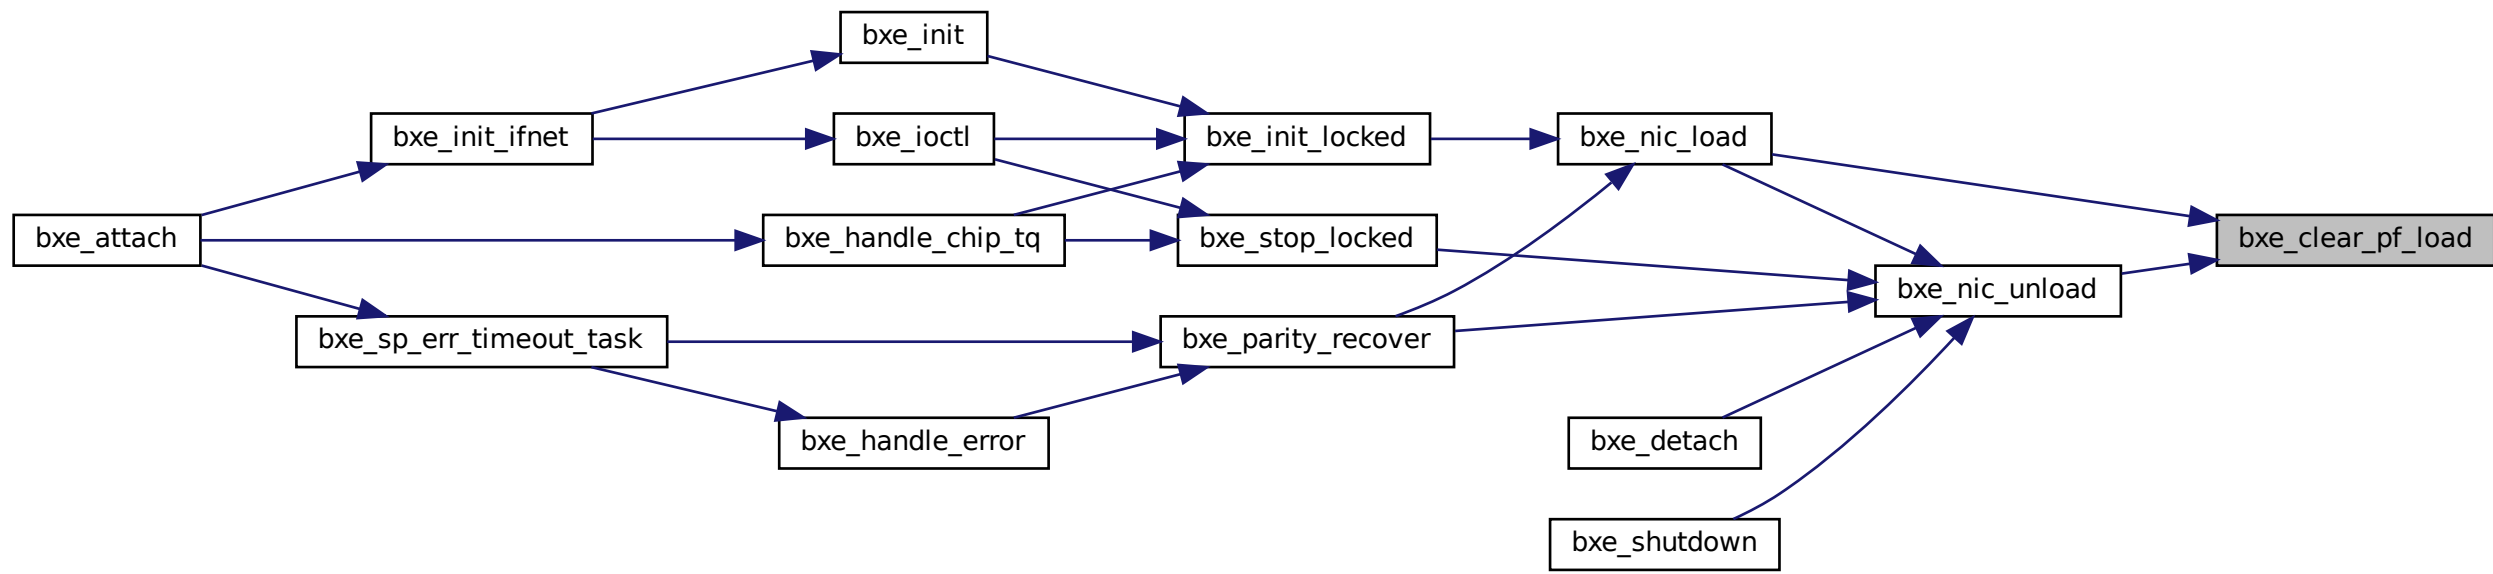 bxe_init
bxe_init_ifnet
bxe_ioctl
bxe_init_locked
bxe_nic_load
bxe_attach
bxe_handle_chip_tq
bxe_stop_locked
bxe_clear_pf_load
bxe_nic_unload
bxe_sp_err_timeout_task
bxe_parity_recover
bxe_handle_error
bxe_detach
bxe_shutdown